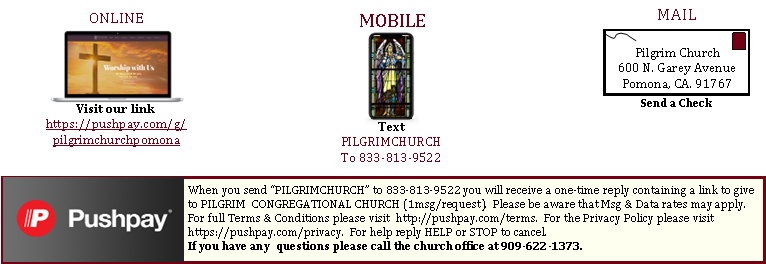 ONLINE
Worship with Us
Visit our link
https://pushpay.com/g/
pilgrimchurchpomona
MOBILE
Text
PILGRIMCHURCH
To 833-813-9522
MAIL
Pilgrim Church
600 N. Garey Avenue
Pomona, CA. 91767
Send a Check
Pushpay
When you send “PILGRIMCHURCH” to 833-813-9522 you will receive a one-time reply containing a link to give
to PILGRIM CONGREGATIONAL CHURCH (1msg/request). Please be aware that Msg & Data rates may apply.
For full Terms & Conditions please visit http://pushpay.com/terms. For the Privacy Policy please visit
https://pushpay.com/privacy. For help reply HELP or STOP to cancel.
If you have any questions please call the church office at 909-622-1373.